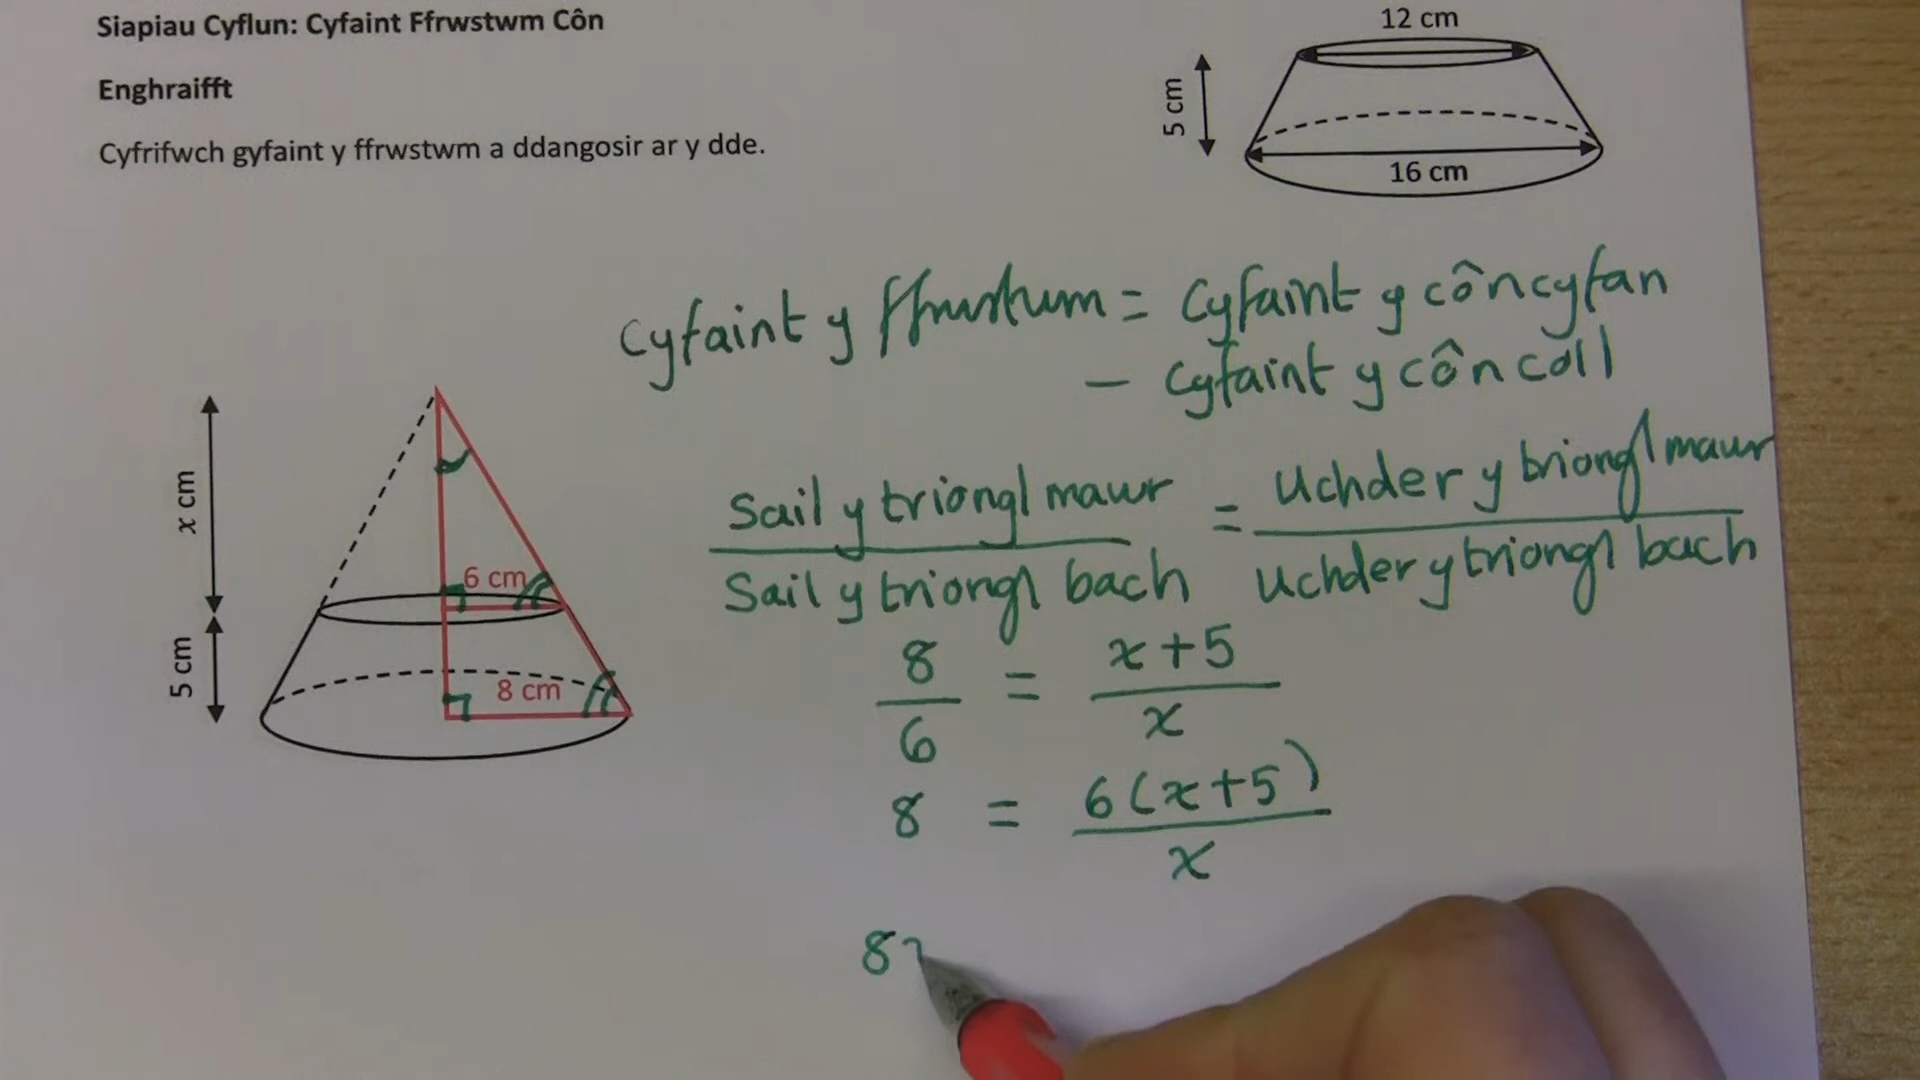 Siapiau Cyflun: Cyfaint Ffrwstwm Côn
Enghraifft
Cyfrifwch gyfaint y ffrwstwm a ddangosir ar y dde.
12 cm
5 cm
16 cm
Cyfaint y ffrustum = Cyfaint y côn cyfan
- Cyfaint y côn coll
Sail y triongl mawr = Uchder y triongl mawr
Sail y triongl bach Uchder y triongl bach
8 = x+5
6 x
8 = 6(x+5)
x
8
x cm
6 cm
5 cm
8 cm